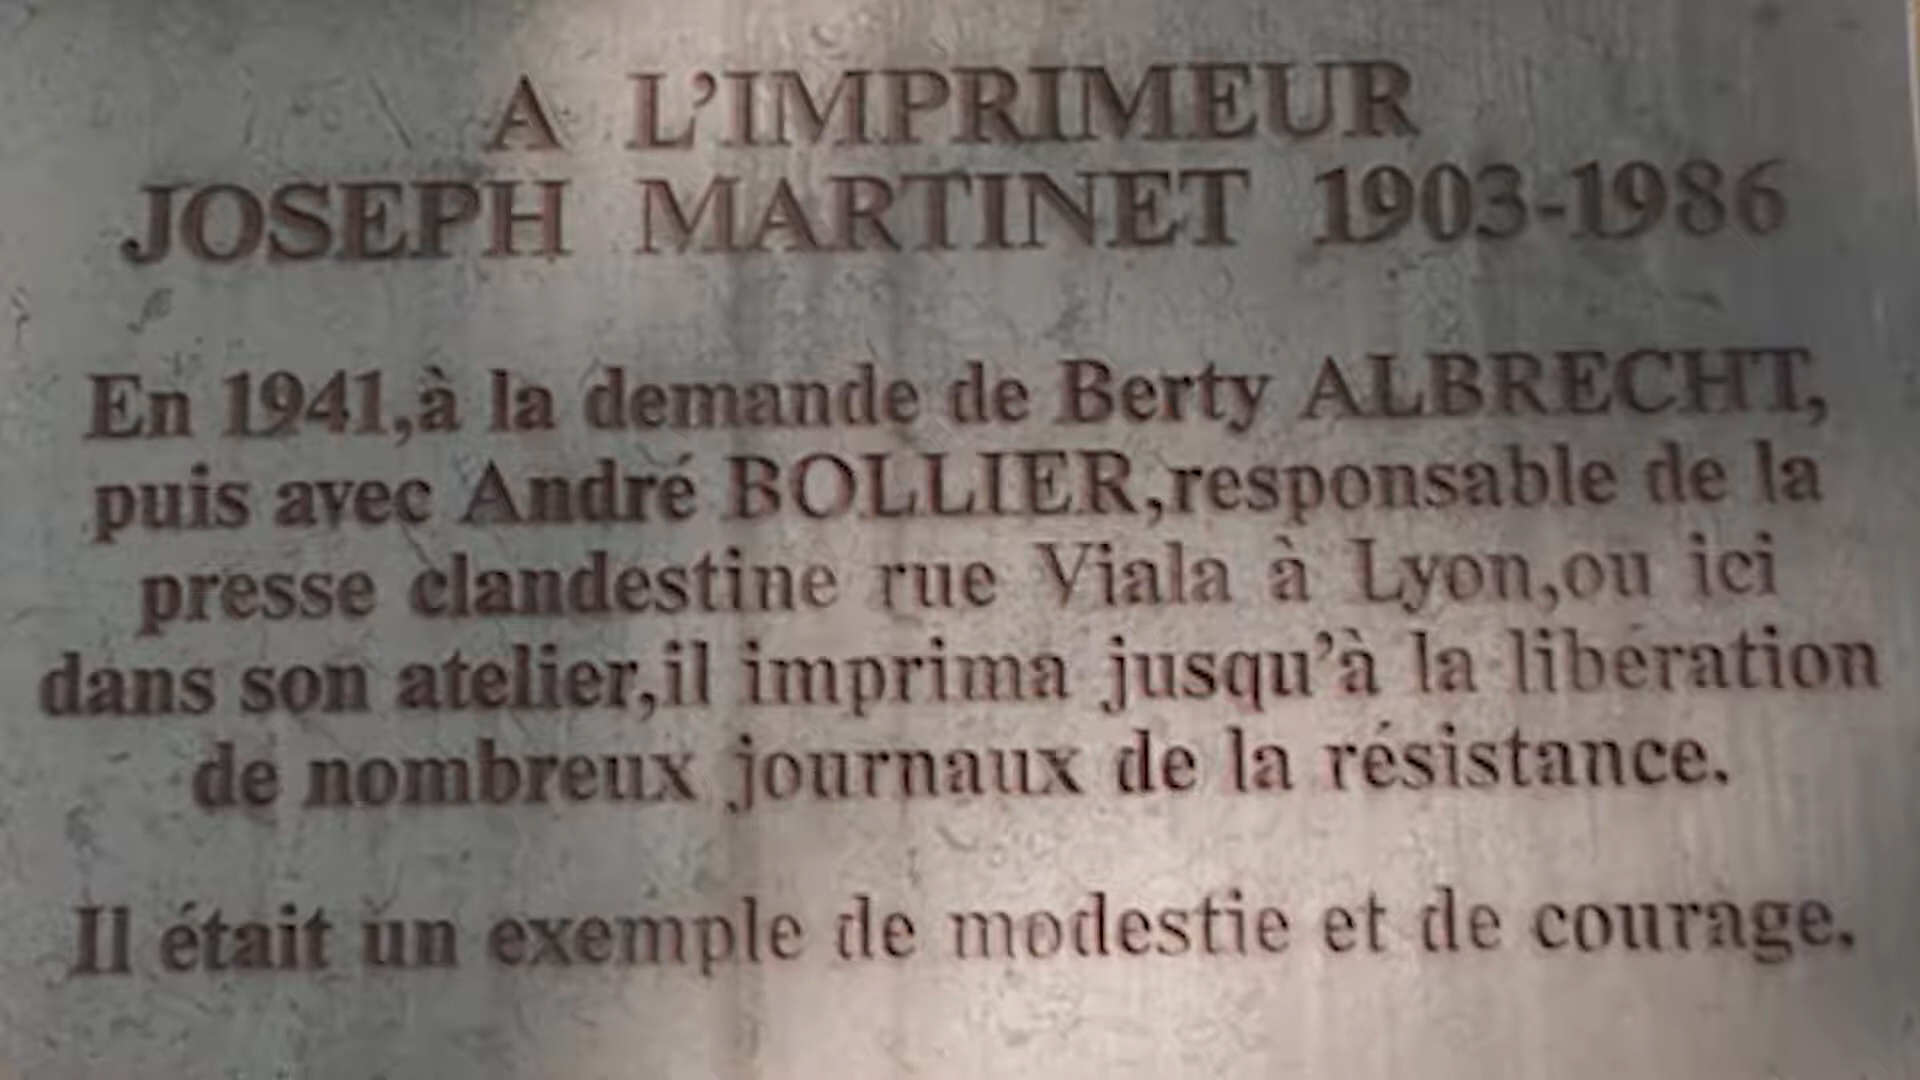 A L'IMPRIMEUR
JOSEPH MARTINET 1903-1986
En 1941,à la demande de Berty ALBRECHT,
puis avec André BOLLIER,responsable de la
presse clandestine rue Viala à Lyon,ou ici
dans son atelier,il imprima jusqu'à la libération
de nombreux journaux de la résistance.
Il était un exemple de modestie et de courage.